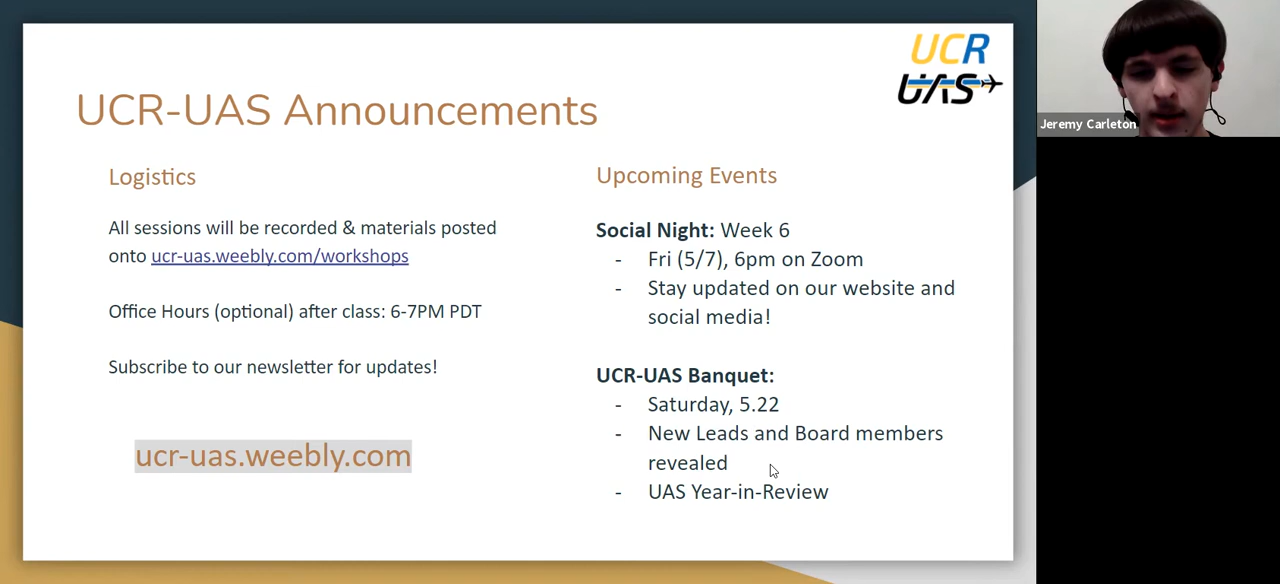 UCR
UAS
UCR-UAS Announcements
Jeremy Carleton
Logistics
All sessions will be recorded & materials posted
onto ucr-uas.weebly.com/workshops
Office Hours (optional) after class: 6-7PM PDT
Subscribe to our newsletter for updates!
ucr-uas.weebly.com
Upcoming Events
Social Night: Week 6
- Fri (5/7), 6pm on Zoom
- Stay updated on our website and
social media!
UCR-UAS Banquet:
- Saturday, 5.22
- New Leads and Board members
revealed
- UAS Year-in-Review